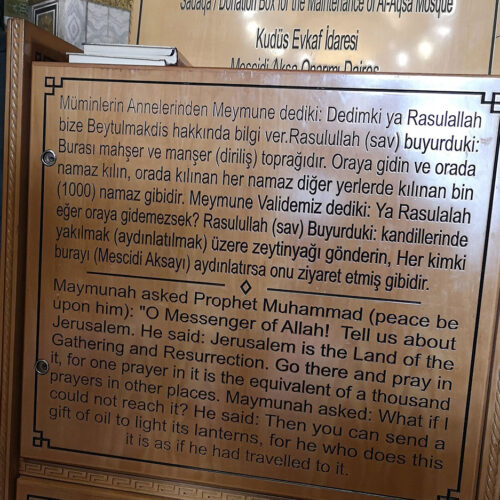 Sadaqa / Donation Box for the Maintenance of Al-Aqsa Mosque
Kudüs Evkaf İdaresi
Mescidi Aksa Onarımı Dairesi
Müminlerin Annelerinden Meymune dediki: Dedimki ya Rasulallah
bize Beytulmakdis hakkında bilgi ver.Rasulullah (sav) buyurduki:
Burası mahşer ve manşer (diriliş) toprağıdır. Oraya gidin ve orada
namaz kılın, orada kılınan her namaz diğer yerlerde kılınan bin
(1000) namaz gibidir. Meymune Validemiz dediki: Ya Rasulalah
eğer oraya gidemezsek? Rasulullah (sav) Buyurduki: kandillerinde
yakılmak (aydınlatılmak) üzere zeytinyağı gönderin, Her kimki
burayı (Mescidi Aksayı) aydınlatırsa onu ziyaret etmiş gibidir.
Maymunah asked Prophet Muhammad (peace be
upon him): "O Messenger of Allah! Tell us about
Jerusalem. He said: Jerusalem is the Land of the
Gathering and Resurrection. Go there and pray in
it, for one prayer in it is the equivalent of a thousand
prayers in other places. Maymunah asked: What if I
could not reach it? He said: Then you can send a
gift of oil to light its lanterns, for he who does this
it is as if he had travelled to it.